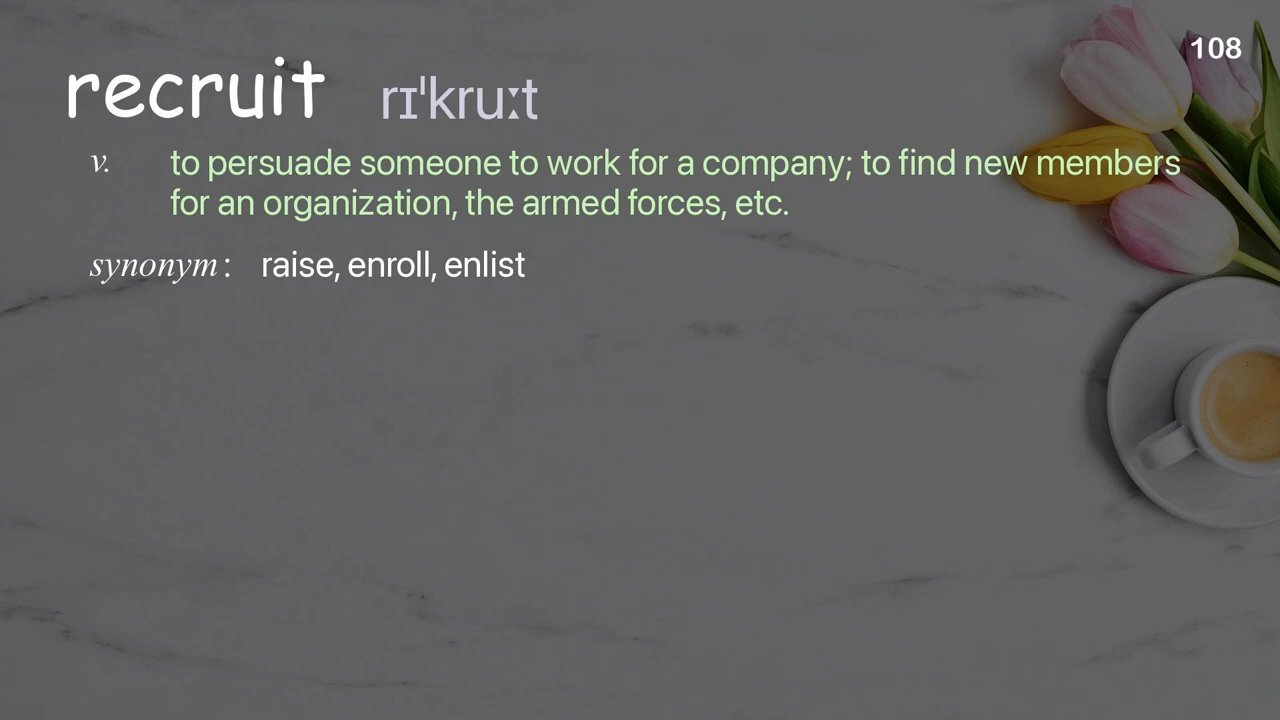 108
recruit rɪˈkruːt
v. to persuade someone to work for a company; to find new members
for an organization, the armed forces, etc.
synonym : raise, enroll, enlist